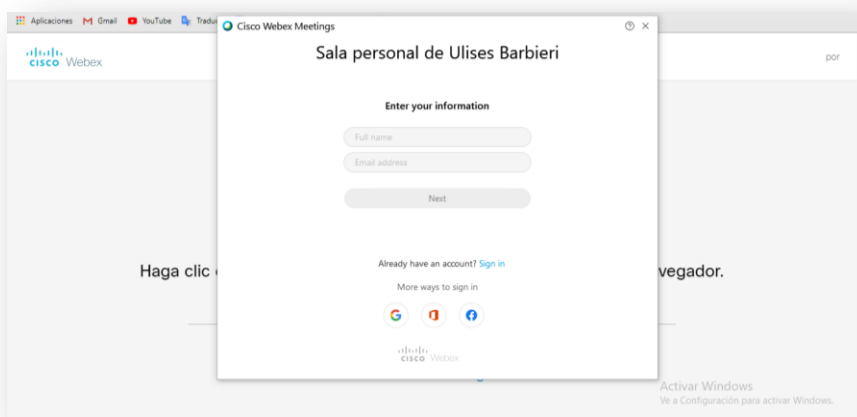 Aplicaciones Gmail YouTube
Cisco Webex Meetings
Sala personal de Ulises Barbieri
cisco Webex
por
Enter your information
Full name
Email address
Next
Already have an account? Sign in
Haga clic
vegador.
More ways to sign in
cisco Webex
Activar Windows
Ve a Configuración para activar Windows.